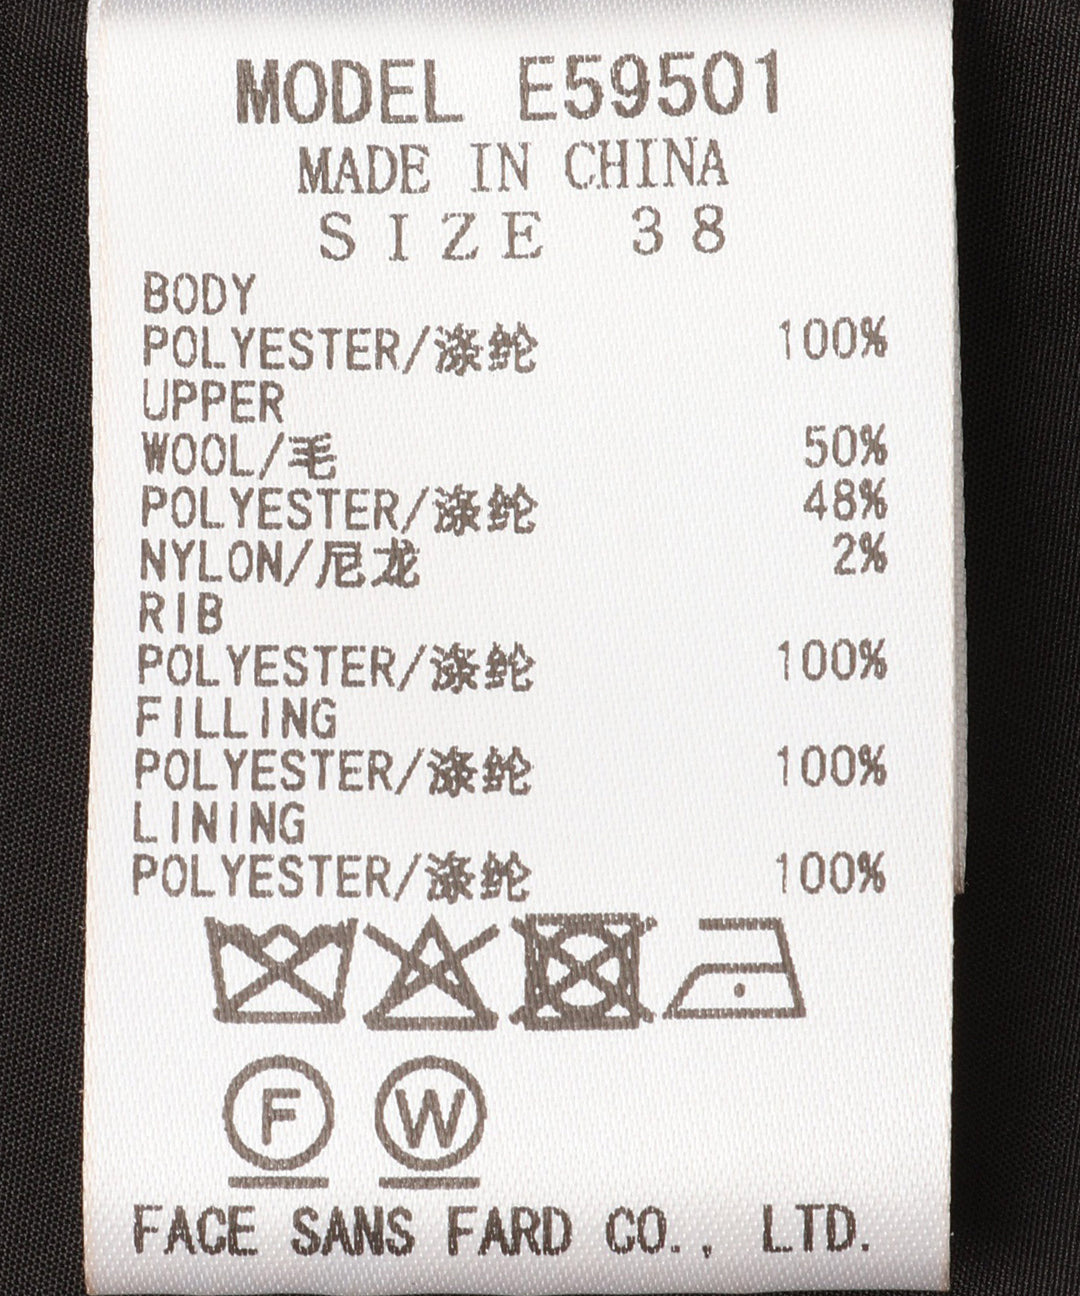 MODEL E59501
MADE IN CHINA
SIZE 38
BODY
POLYESTER/涤纶 100%
UPPER
WOOL/毛 50%
POLYESTER/涤纶 48%
NYLON/尼龙 2%
RIB
POLYESTER/涤纶 100%
FILLING
POLYESTER/涤纶 100%
LINING
POLYESTER/涤纶 100%
F W
FACE SANS FARD CO., LTD.